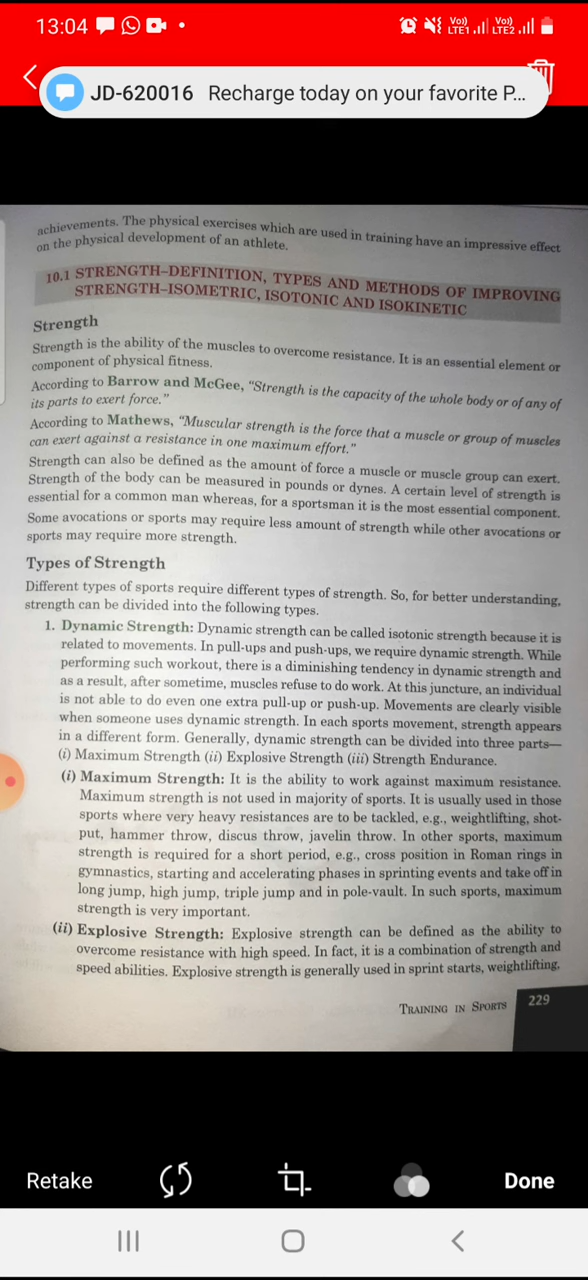 13:04
Vo)) LTE1 Vo)) LTE2
JD-620016 Recharge today on your favorite P...
achievements. The physical exercises which are used in training have an impressive effect
on the physical development of an athlete.
10.1 STRENGTH–DEFINITION, TYPES AND METHODS OF IMPROVING
STRENGTH–ISOMETRIC, ISOTONIC AND ISOKINETIC
Strength
Strength is the ability of the muscles to overcome resistance. It is an essential element or
component of physical fitness.
According to Barrow and McGee, "Strength is the capacity of the whole body or of any of
its parts to exert force."
According to Mathews, "Muscular strength is the force that a muscle or group of muscles
can exert against a resistance in one maximum effort."
Strength can also be defined as the amount of force a muscle or muscle group can exert.
Strength of the body can be measured in pounds or dynes. A certain level of strength is
essential for a common man whereas, for a sportsman it is the most essential component.
Some avocations or sports may require less amount of strength while other avocations or
sports may require more strength.
Types of Strength
Different types of sports require different types of strength. So, for better understanding,
strength can be divided into the following types.
1. Dynamic Strength: Dynamic strength can be called isotonic strength because it is
related to movements. In pull-ups and push-ups, we require dynamic strength. While
performing such workout, there is a diminishing tendency in dynamic strength and
as a result, after sometime, muscles refuse to do work. At this juncture, an individual
is not able to do even one extra pull-up or push-up. Movements are clearly visible
when someone uses dynamic strength. In each sports movement, strength appears
in a different form. Generally, dynamic strength can be divided into three parts—
(i) Maximum Strength (ii) Explosive Strength (iii) Strength Endurance.
(i) Maximum Strength: It is the ability to work against maximum resistance.
Maximum strength is not used in majority of sports. It is usually used in those
sports where very heavy resistances are to be tackled, e.g., weightlifting, shot-
put, hammer throw, discus throw, javelin throw. In other sports, maximum
strength is required for a short period, e.g., cross position in Roman rings in
gymnastics, starting and accelerating phases in sprinting events and take off in
long jump, high jump, triple jump and in pole-vault. In such sports, maximum
strength is very important.
(ii) Explosive Strength: Explosive strength can be defined as the ability to
overcome resistance with high speed. In fact, it is a combination of strength and
speed abilities. Explosive strength is generally used in sprint starts, weightlifting,
TRAINING IN SPORTS 229
Retake
Done